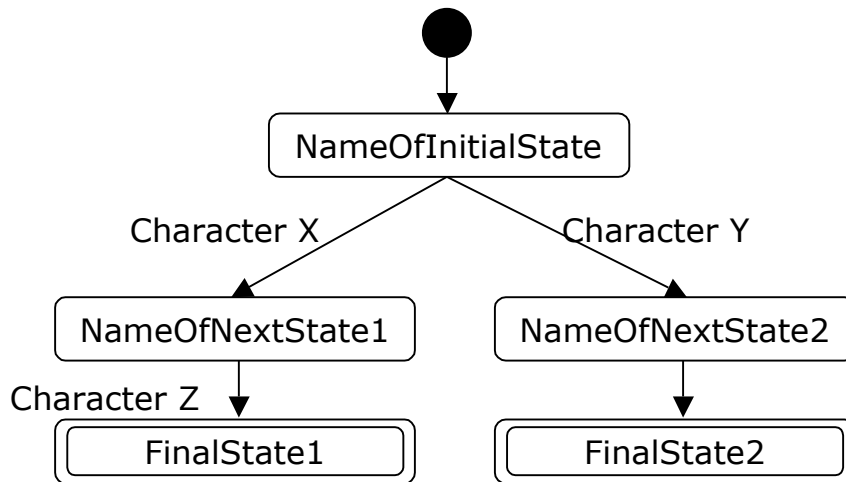 NameOfInitialState
Character X
Character Y
NameOfNextState1
NameOfNextState2
Character Z
FinalState1
FinalState2